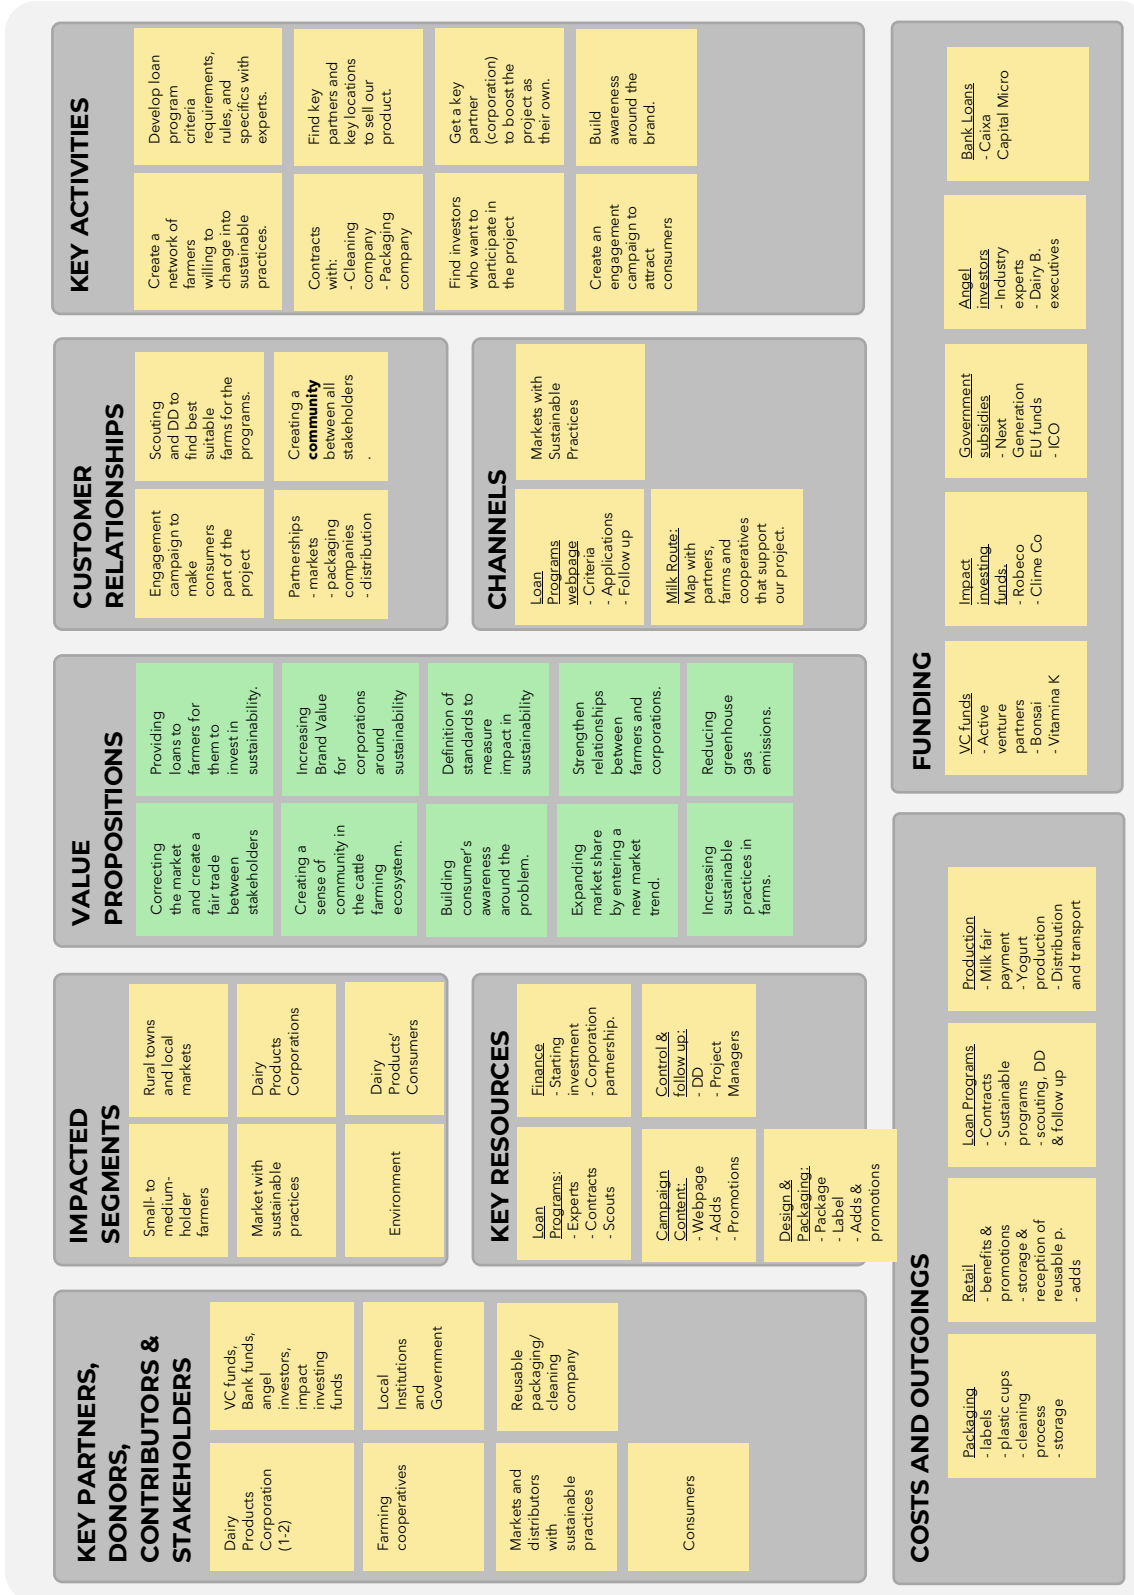 KEY PARTNERS,
DONORS,
CONTRIBUTORS &
STAKEHOLDERS
Dairy
Products
Corporation
(1-2)
VC funds,
Bank funds,
angel
investors,
impact
investing
funds
Farming
cooperatives
Local
Institutions
and
Government
Markets and
distributors
with
sustainable
practices
Reusable
packaging/
cleaning
company
Consumers
IMPACTED
SEGMENTS
Small- to
medium-
holder
farmers
Rural towns
and local
markets
Market with
sustainable
practices
Dairy
Products
Corporations
Environment
Dairy
Products’
Consumers
KEY RESOURCES
Loan
Programs:
- Experts
- Contracts
- Scouts
Finance
- Starting
investment
- Corporation
partnership.
Campaign
Content:
- Webpage
- Adds
- Promotions
Control &
follow up:
- DD
- Project
Managers
Design &
Packaging:
- Package
- Label
- Adds &
promotions
VALUE
PROPOSITIONS
Correcting
the market
and create a
fair trade
between
stakeholders
Providing
loans to
farmers for
them to
invest in
sustainability.
Creating a
sense of
community in
the cattle
farming
ecosystem.
Increasing
Brand Value
for
corporations
around
sustainability
Building
consumer’s
awareness
around the
problem.
Definition of
standards to
measure
impact in
sustainability
Expanding
market share
by entering a
new market
trend.
Strengthen
relationships
between
farmers and
corporations.
Increasing
sustainable
practices in
farms.
Reducing
greenhouse
gas
emissions.
CUSTOMER
RELATIONSHIPS
Engagement
campaign to
make
consumers
part of the
project
Scouting
and DD to
find best
suitable
farms for the
programs.
Partnerships
- markets
- packaging
companies
- distribution
Creating a
community
between all
stakeholders
.
CHANNELS
Loan
Programs
webpage
- Criteria
- Applications
- Follow up
Markets with
Sustainable
Practices
Milk Route:
Map with
partners,
farms and
cooperatives
that support
our project.
KEY ACTIVITIES
Create a
network of
farmers
willing to
change into
sustainable
practices.
Develop loan
program
criteria
requirements,
rules, and
specifics with
experts.
Contracts
with:
- Cleaning
company
- Packaging
company
Find key
partners and
key locations
to sell our
product.
Find investors
who want to
participate in
the project
Get a key
partner
(corporation)
to boost the
project as
their own.
Create an
engagement
campaign to
attract
consumers
Build
awareness
around the
brand.
COSTS AND OUTGOINGS
Packaging
- labels
- plastic cups
- cleaning
process
- storage
Retail
- benefits &
promotions
- storage &
reception of
reusable p.
- adds
Loan Programs
- Contracts
- Sustainable
programs
- scouting, DD
& follow up
Production
- Milk fair
payment
- Yogurt
production
- Distribution
and transport
FUNDING
VC funds
- Active
venture
partners
- Bonsai
- Vitamina K
Impact
investing
funds.
- Robeco
- Clime Co
Government
subsidies
- Next
Generation
EU funds
- ICO
Angel
investors
- Industry
experts
- Dairy B.
executives
Bank Loans
- Caixa
Capital Micro